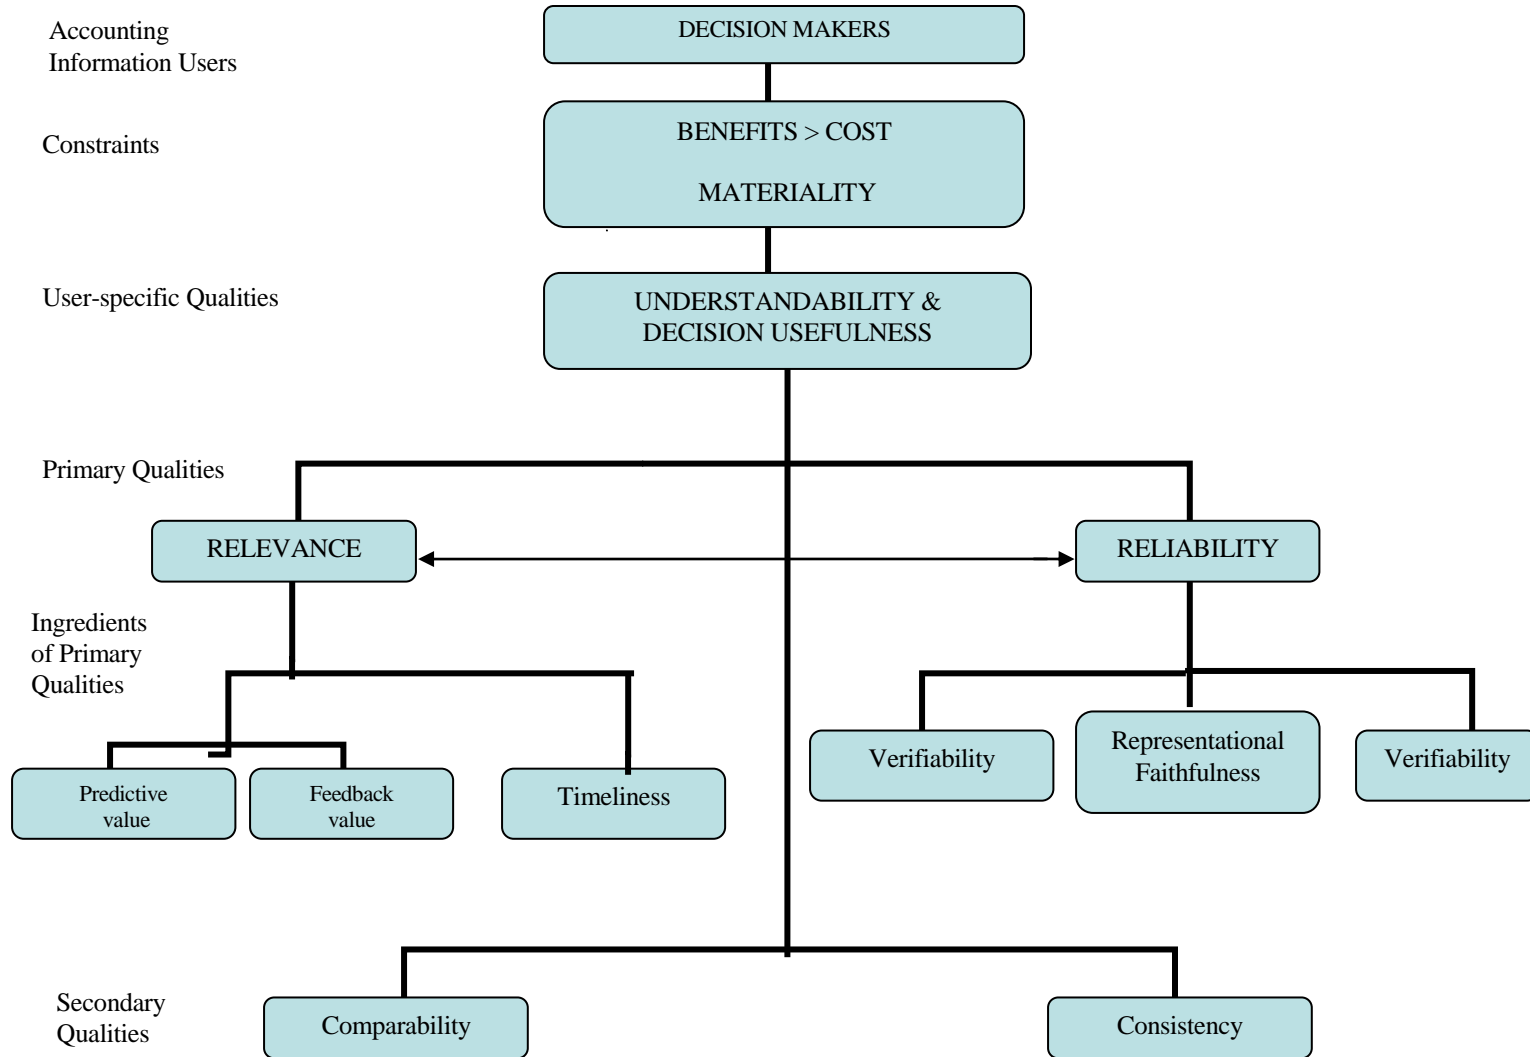 Accounting
Information Users
DECISION MAKERS
Constraints
BENEFITS > COST
MATERIALITY
User-specific Qualities
UNDERSTANDABILITY &
DECISION USEFULNESS
Primary Qualities
RELEVANCE
RELIABILITY
Ingredients
of Primary
Qualities
Predictive
value
Feedback
value
Timeliness
Verifiability
Representational
Faithfulness
Verifiability
Secondary
Qualities
Comparability
Consistency